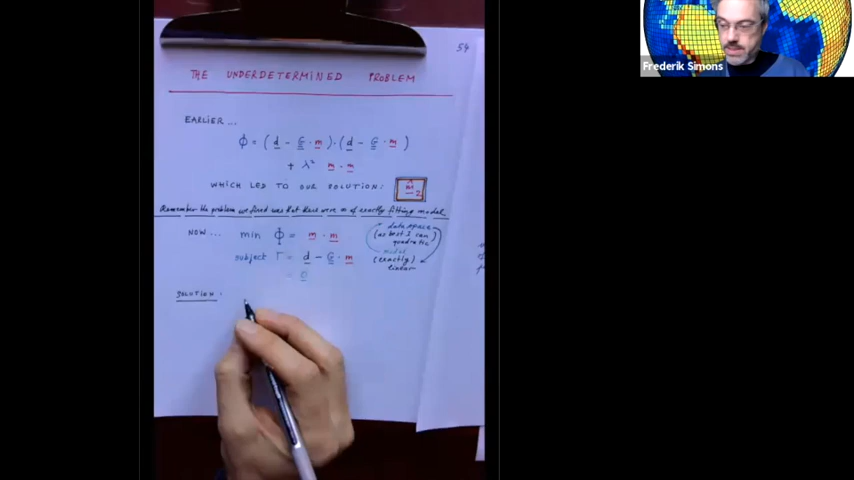 54
THE UNDERDETERMINED PROBLEM
EARLIER ...
Φ = ( d - G · m ) · ( d - G · m )
+ λ² m · m
WHICH LED TO OUR SOLUTION: m̂ 2
Remember the problem we faced was that there were ∞ of exactly fitting model
NOW ... min Φ = m · m
subject Γ = d - G · m
= 0
data space
(as best I can)
quadratic
model
(exactly)
linear
SOLUTION:
Frederik Simons